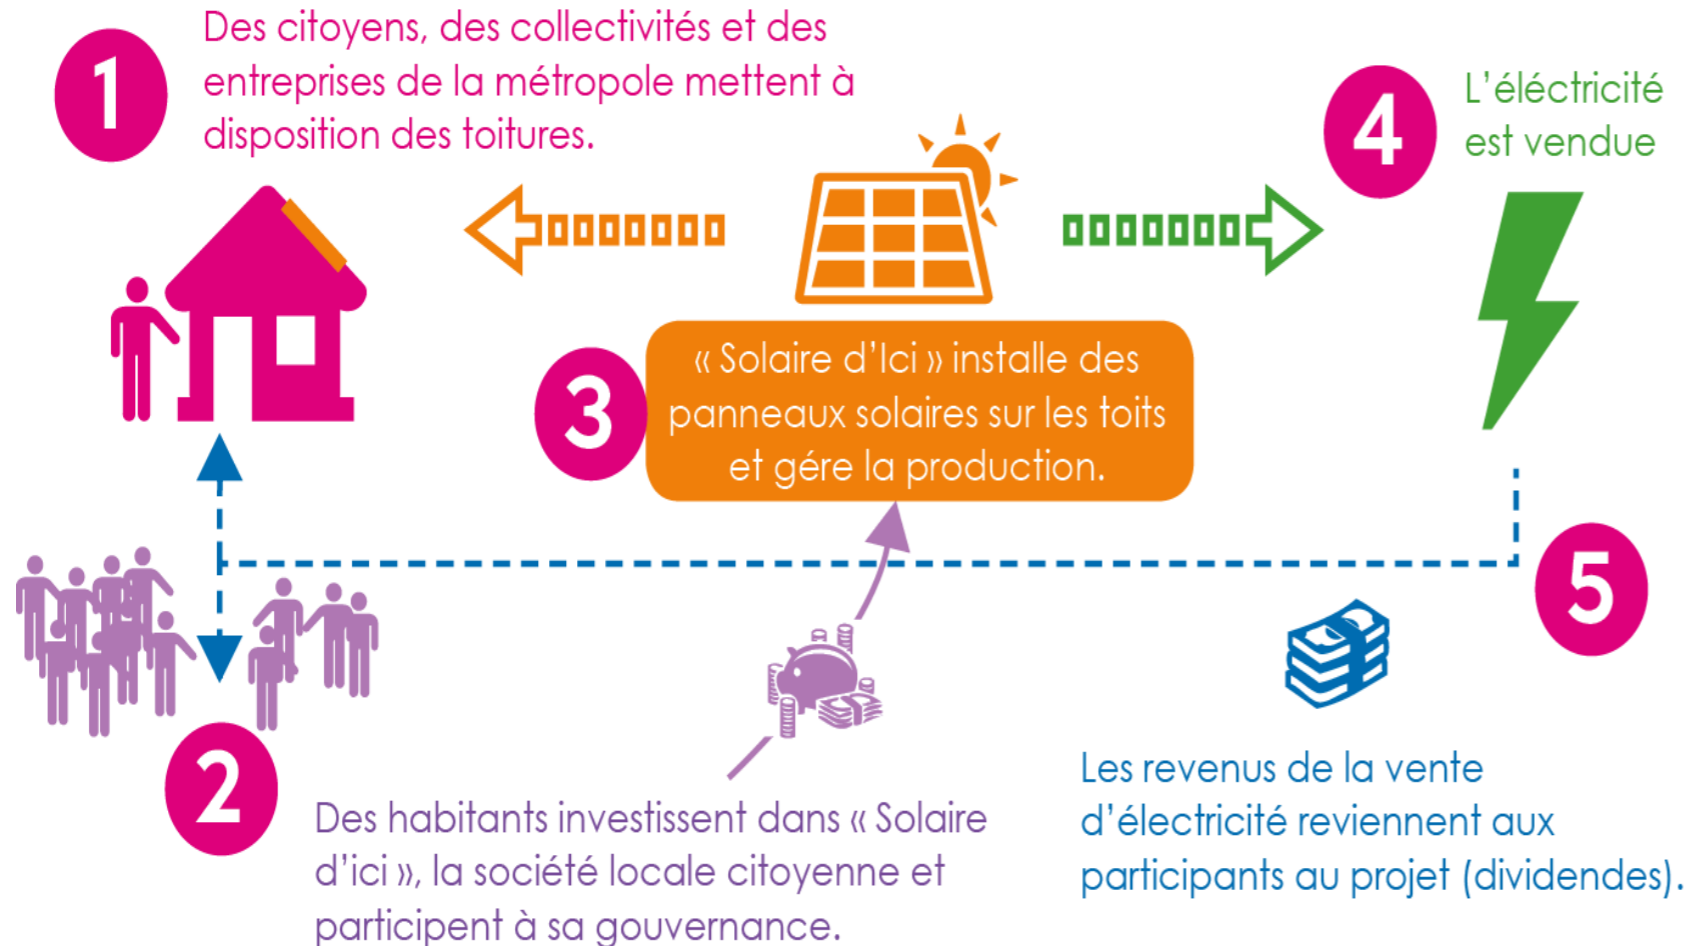 1
Des citoyens, des collectivités et des
entreprises de la métropole mettent à
disposition des toitures.
4
L'éléctricité
est vendue
3
« Solaire d'Ici » installe des
panneaux solaires sur les toits
et gére la production.
5
2
Des habitants investissent dans « Solaire
d'ici », la société locale citoyenne et
participent à sa gouvernance.
Les revenus de la vente
d'électricité reviennent aux
participants au projet (dividendes).